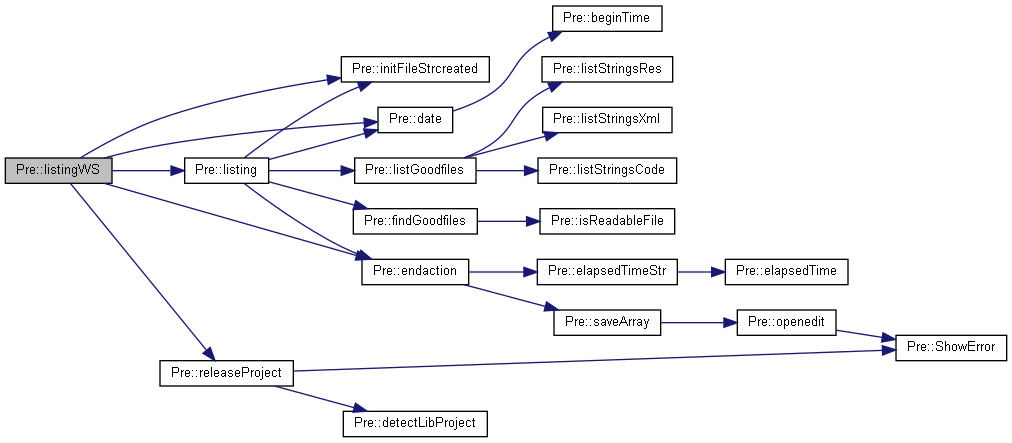 Pre::beginTime
Pre::initFileStrcreated
Pre::listStringsRes
Pre::date
Pre::listStringsXml
Pre::listingWS
Pre::listing
Pre::listGoodfiles
Pre::listStringsCode
Pre::findGoodfiles
Pre::isReadableFile
Pre::endaction
Pre::elapsedTimeStr
Pre::elapsedTime
Pre::saveArray
Pre::openedit
Pre::ShowError
Pre::releaseProject
Pre::detectLibProject